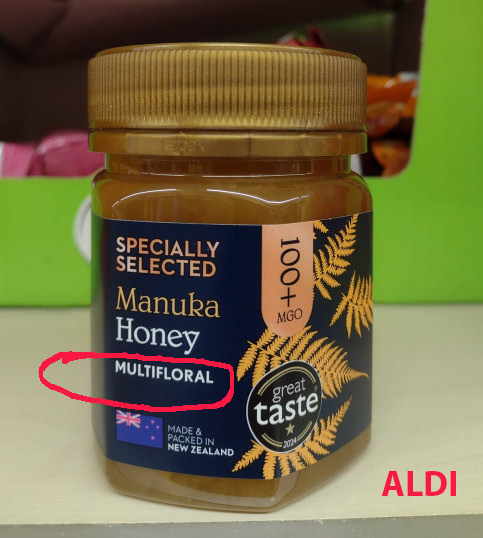 SPECIALLY
SELECTED
Manuka
Honey
MULTIFLORAL
MADE &
PACKED IN
NEW ZEALAND
100+
MGO
great
taste
2024
ALDI